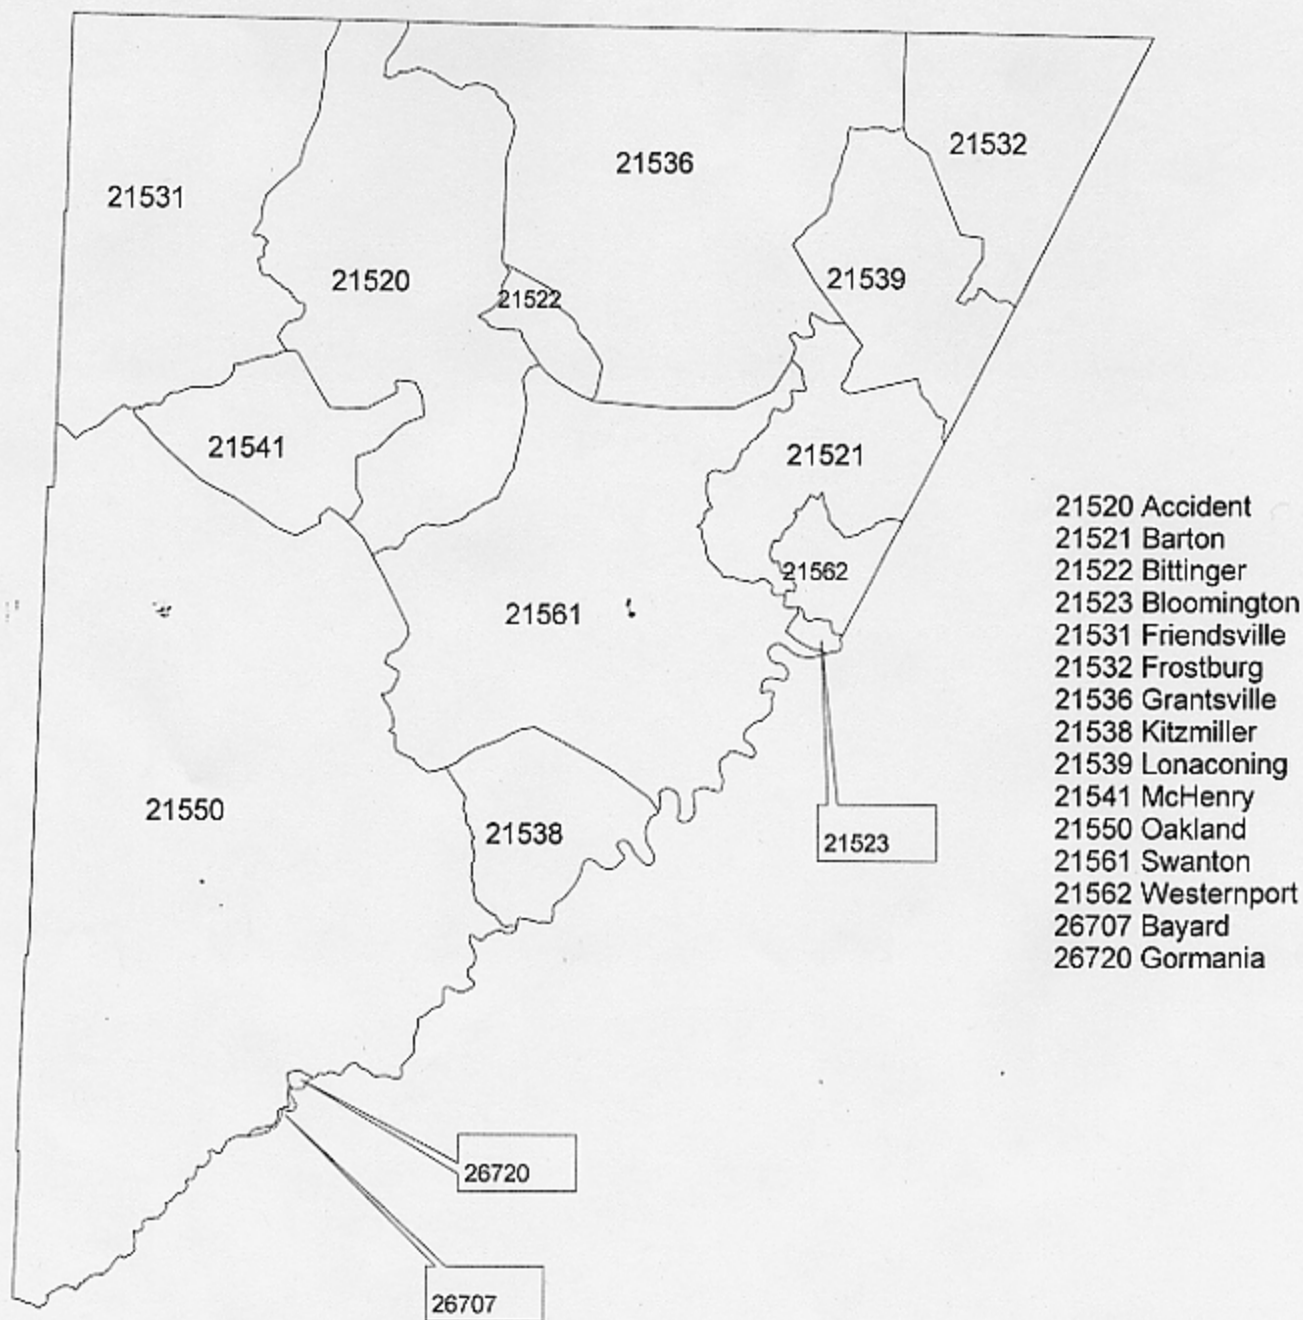 21532
21536
21531
21539
21520
21522
21541
21521
21562
21561
21550
21538
21523
26720
26707
21520 Accident
21521 Barton
21522 Bittinger
21523 Bloomington
21531 Friendsville
21532 Frostburg
21536 Grantsville
21538 Kitzmiller
21539 Lonaconing
21541 McHenry
21550 Oakland
21561 Swanton
21562 Westernport
26707 Bayard
26720 Gormania